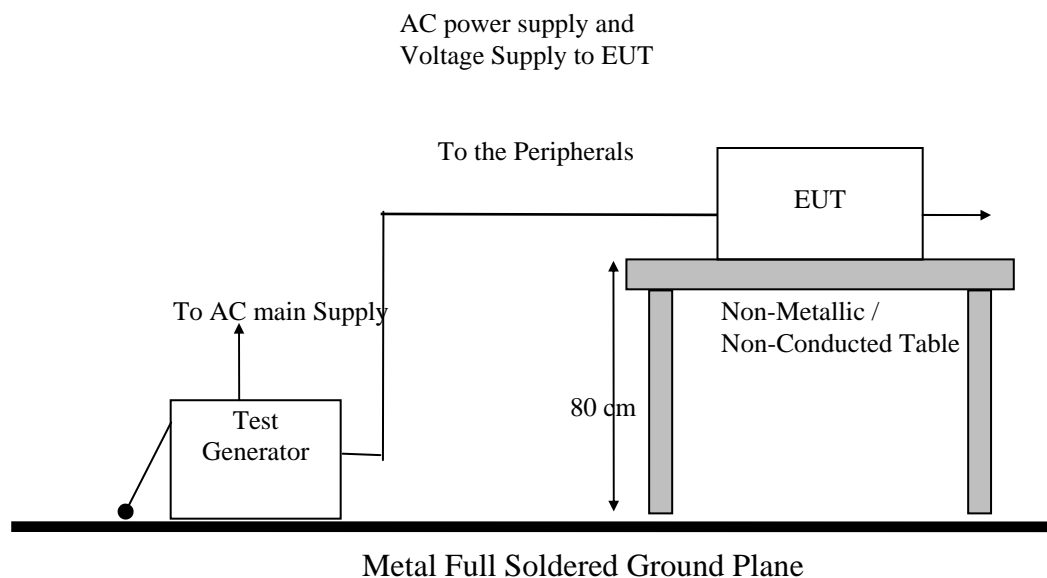 AC power supply and
Voltage Supply to EUT
To the Peripherals
EUT
To AC main Supply
Non-Metallic /
Non-Conducted Table
80 cm
Test
Generator
Metal Full Soldered Ground Plane